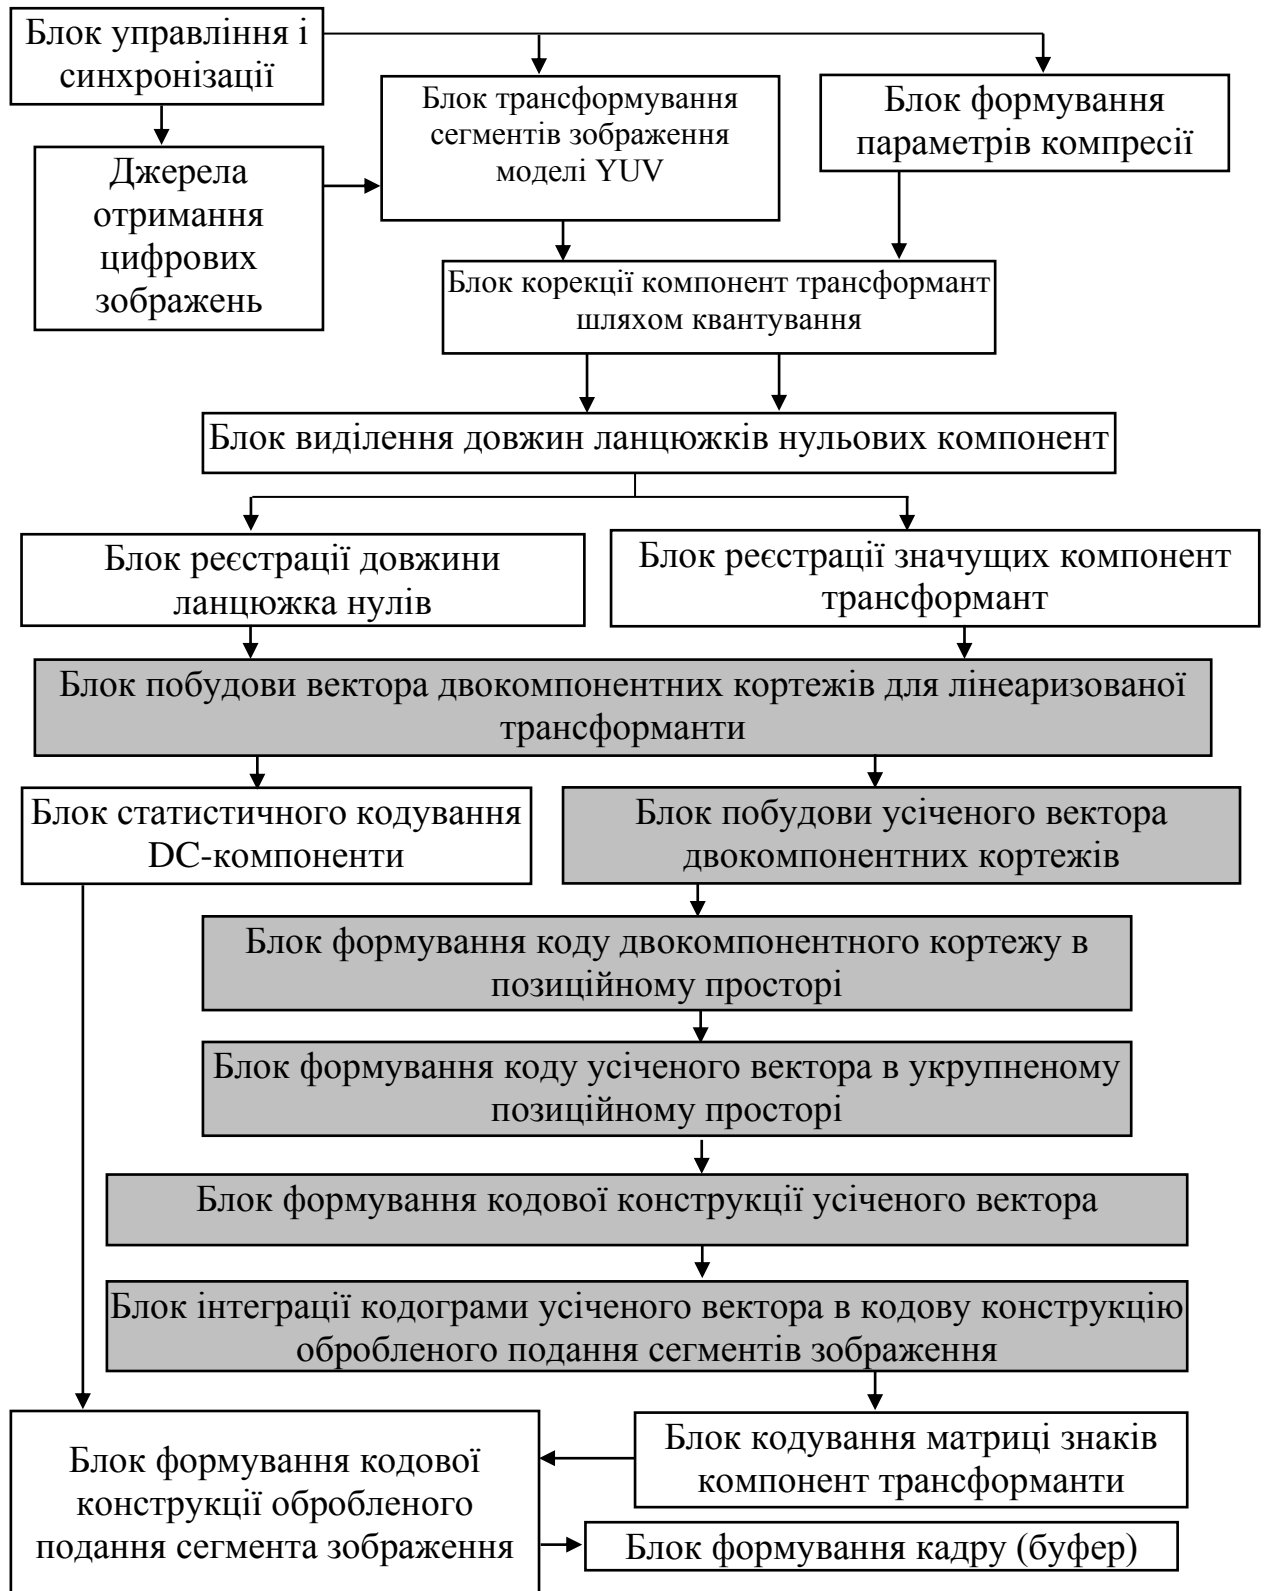 Блок управління і
синхронізації
Блок трансформування
сегментів зображення
моделі YUV
Блок формування
параметрів компресії
Джерела
отримання
цифрових
зображень
Блок корекції компонент трансформант
шляхом квантування
Блок виділення довжин ланцюжків нульових компонент
Блок реєстрації довжини
ланцюжка нулів
Блок реєстрації значущих компонент
трансформант
Блок побудови вектора двокомпонентних кортежів для лінеаризованої
трансформанти
Блок статистичного кодування
DC-компоненти
Блок побудови усіченого вектора
двокомпонентних кортежів
Блок формування коду двокомпонентного кортежу в
позиційному просторі
Блок формування коду усіченого вектора в укрупненому
позиційному просторі
Блок формування кодової конструкції усіченого вектора
Блок інтеграції кодограми усіченого вектора в кодову конструкцію
обробленого подання сегментів зображення
Блок формування кодової
конструкції обробленого
подання сегмента зображення
Блок кодування матриці знаків
компонент трансформанти
Блок формування кадру (буфер)